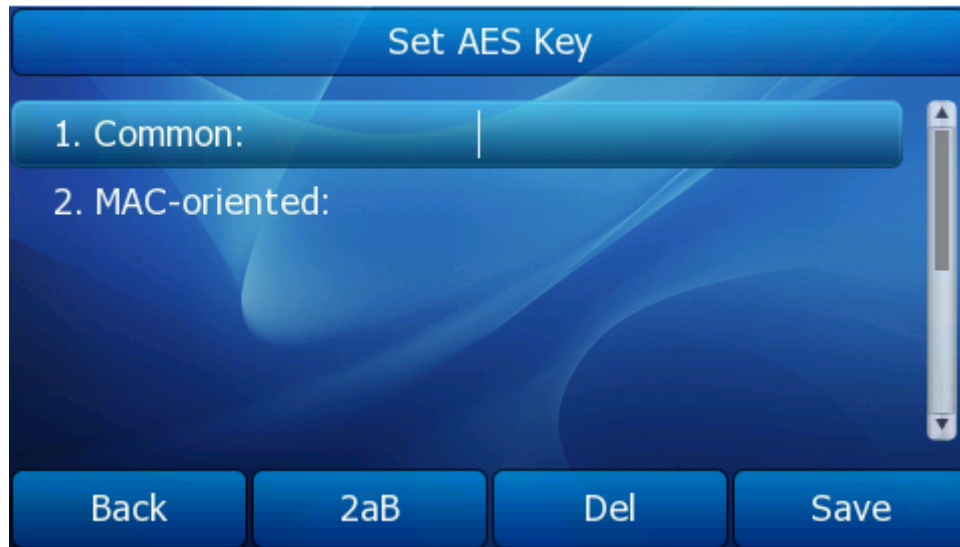 Set AES Key
1. Common:
2. MAC-oriented:
Back 2aB Del Save